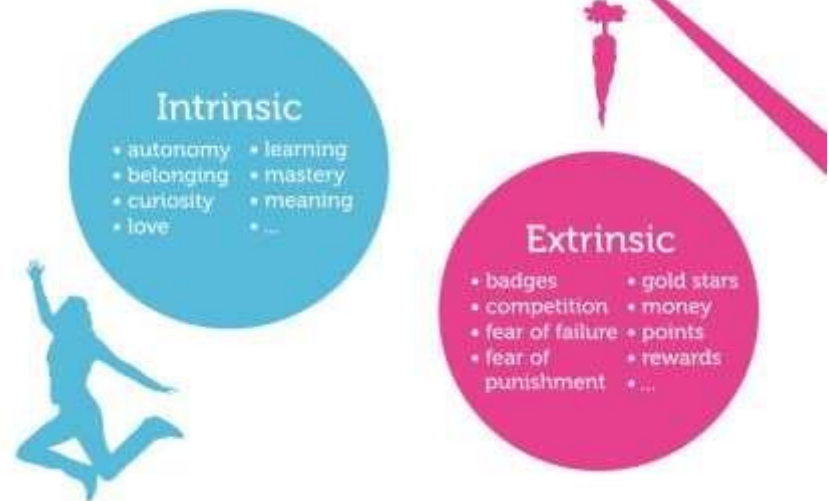 Intrinsic
• autonomy • learning
• belonging • mastery
• curiosity • meaning
• love • ...
Extrinsic
• badges • gold stars
• competition • money
• fear of failure • points
• fear of • rewards
punishment • ...